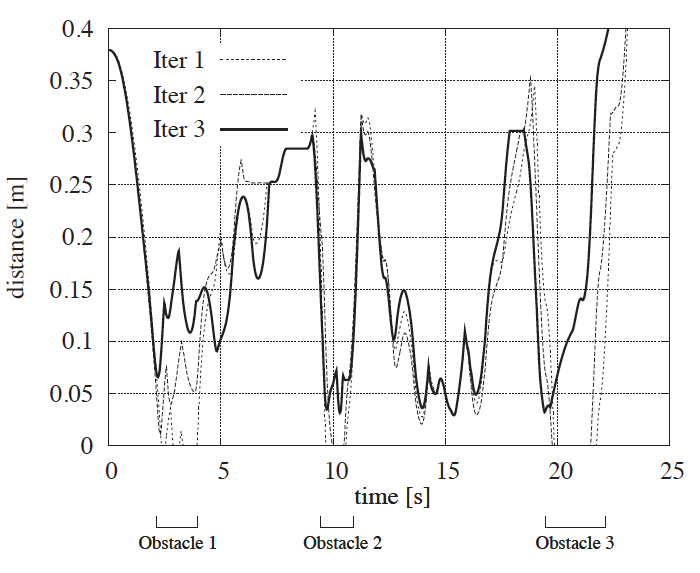 0.4
Iter 1
0.35
Iter 2
0.3
Iter 3
0.25
0.2
0.15
0.1
0.05
0
distance [m]
0 5 10 15 20 25
time [s]
Obstacle 1 Obstacle 2 Obstacle 3